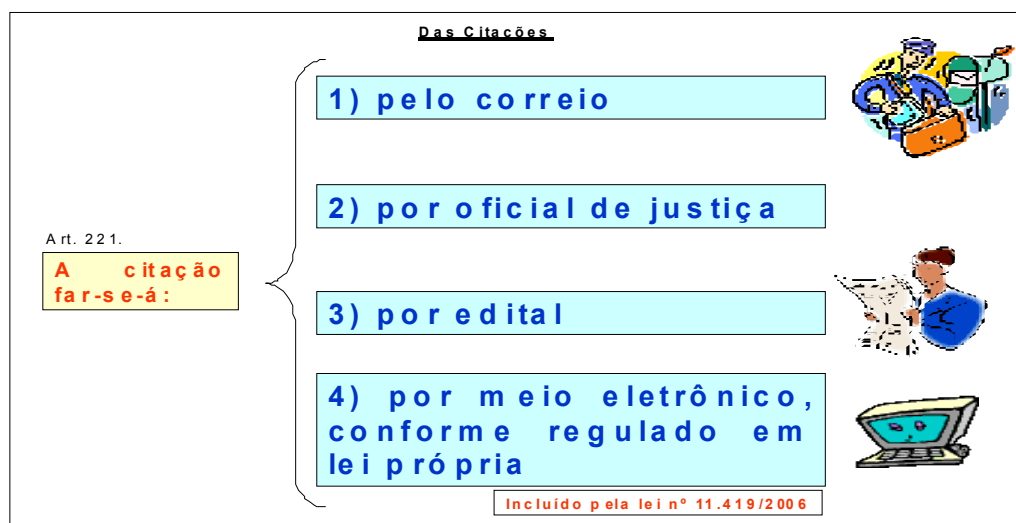 Das Citações
1) pelo correio
2) por oficial de justiça
Art. 221.
A citação
far-se-á:
3) por edital
4) por meio eletrônico,
conforme regulado em
lei própria
Incluído pela lei nº 11.419/2006